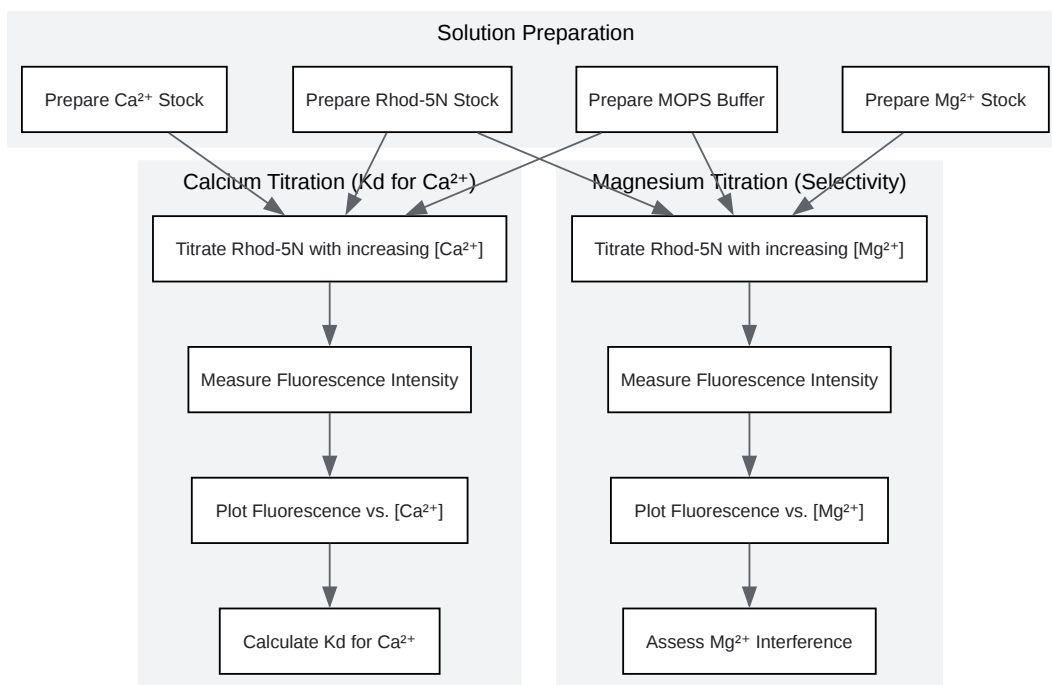 Solution Preparation
Prepare Ca²⁺ Stock
Prepare Rhod-5N Stock
Prepare MOPS Buffer
Prepare Mg²⁺ Stock
Calcium Titration (Kd for Ca²⁺)
Magnesium Titration (Selectivity)
Titrate Rhod-5N with increasing [Ca²⁺]
Titrate Rhod-5N with increasing [Mg²⁺]
Measure Fluorescence Intensity
Measure Fluorescence Intensity
Plot Fluorescence vs. [Ca²⁺]
Plot Fluorescence vs. [Mg²⁺]
Calculate Kd for Ca²⁺
Assess Mg²⁺ Interference